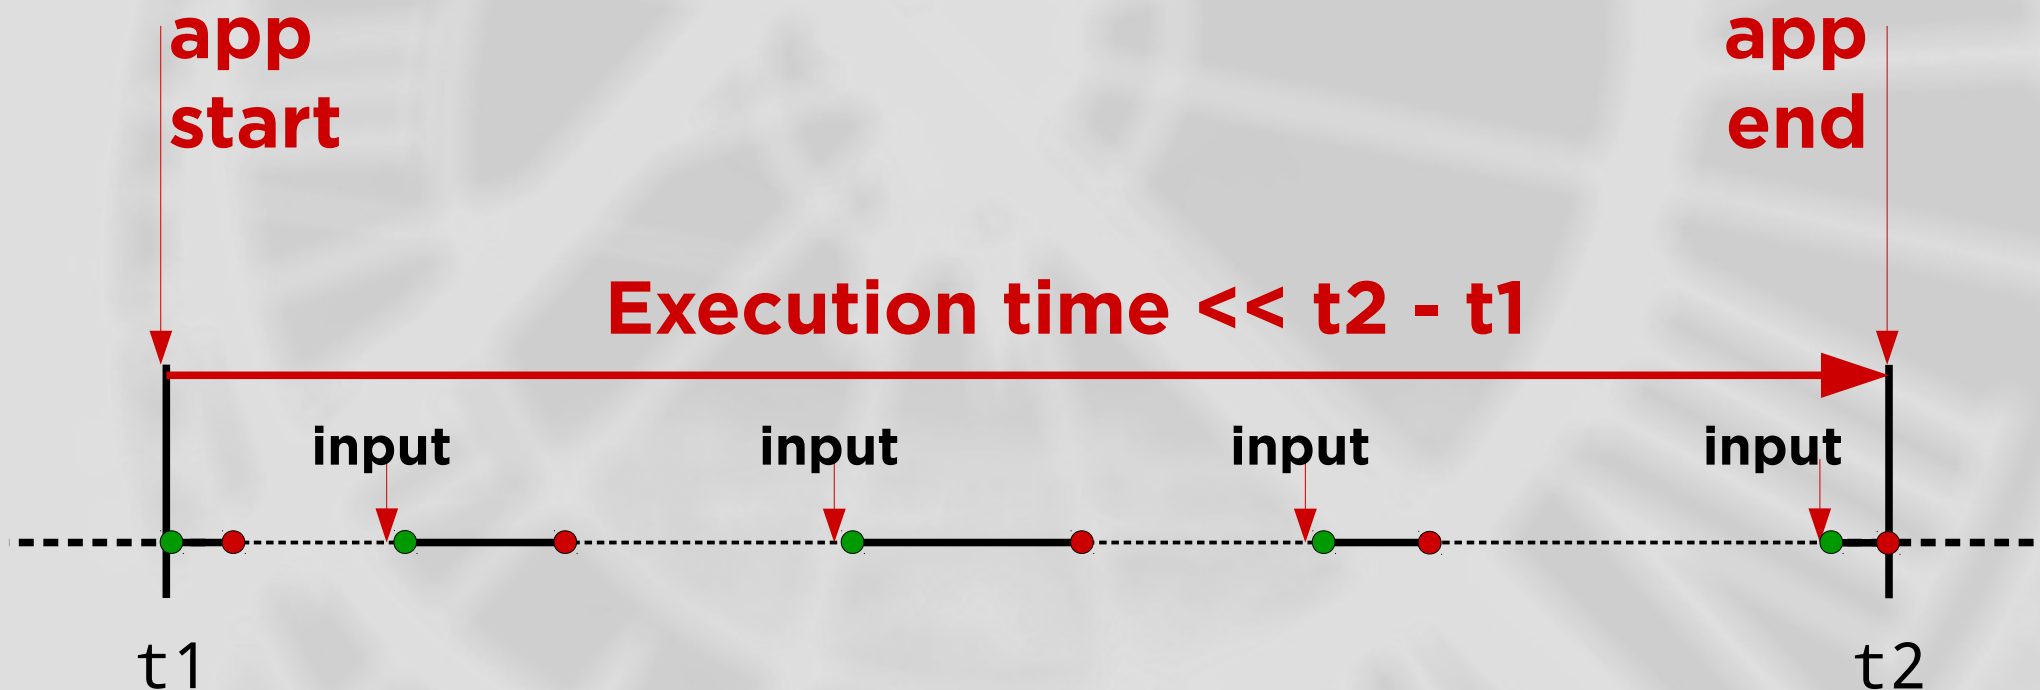 app
start
app
end
Execution time << t2 - t1
input
input
input
input
t1
t2